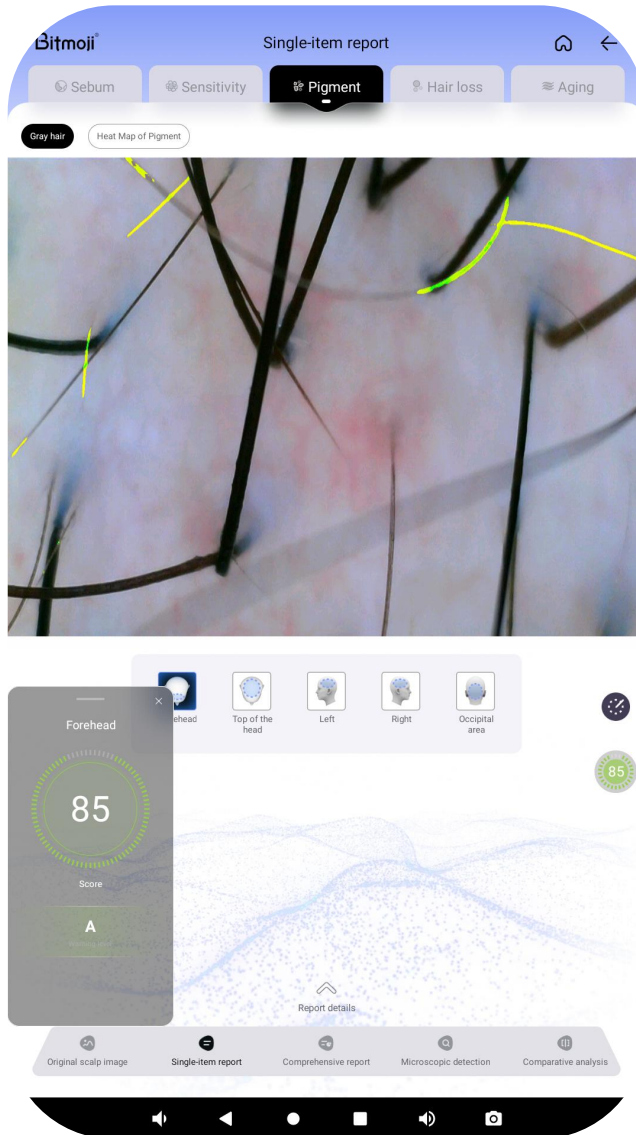 Bitmoji
Single-item report
Sebum
Sensitivity
Pigment
Hair loss
Aging
Gray hair
Heat Map of Pigment
ehead
Top of the
head
Left
Right
Occipital
area
Forehead
85
Score
A
85
Report details
Original scalp image
Single-item report
Comprehensive report
Microscopic detection
Comparative analysis